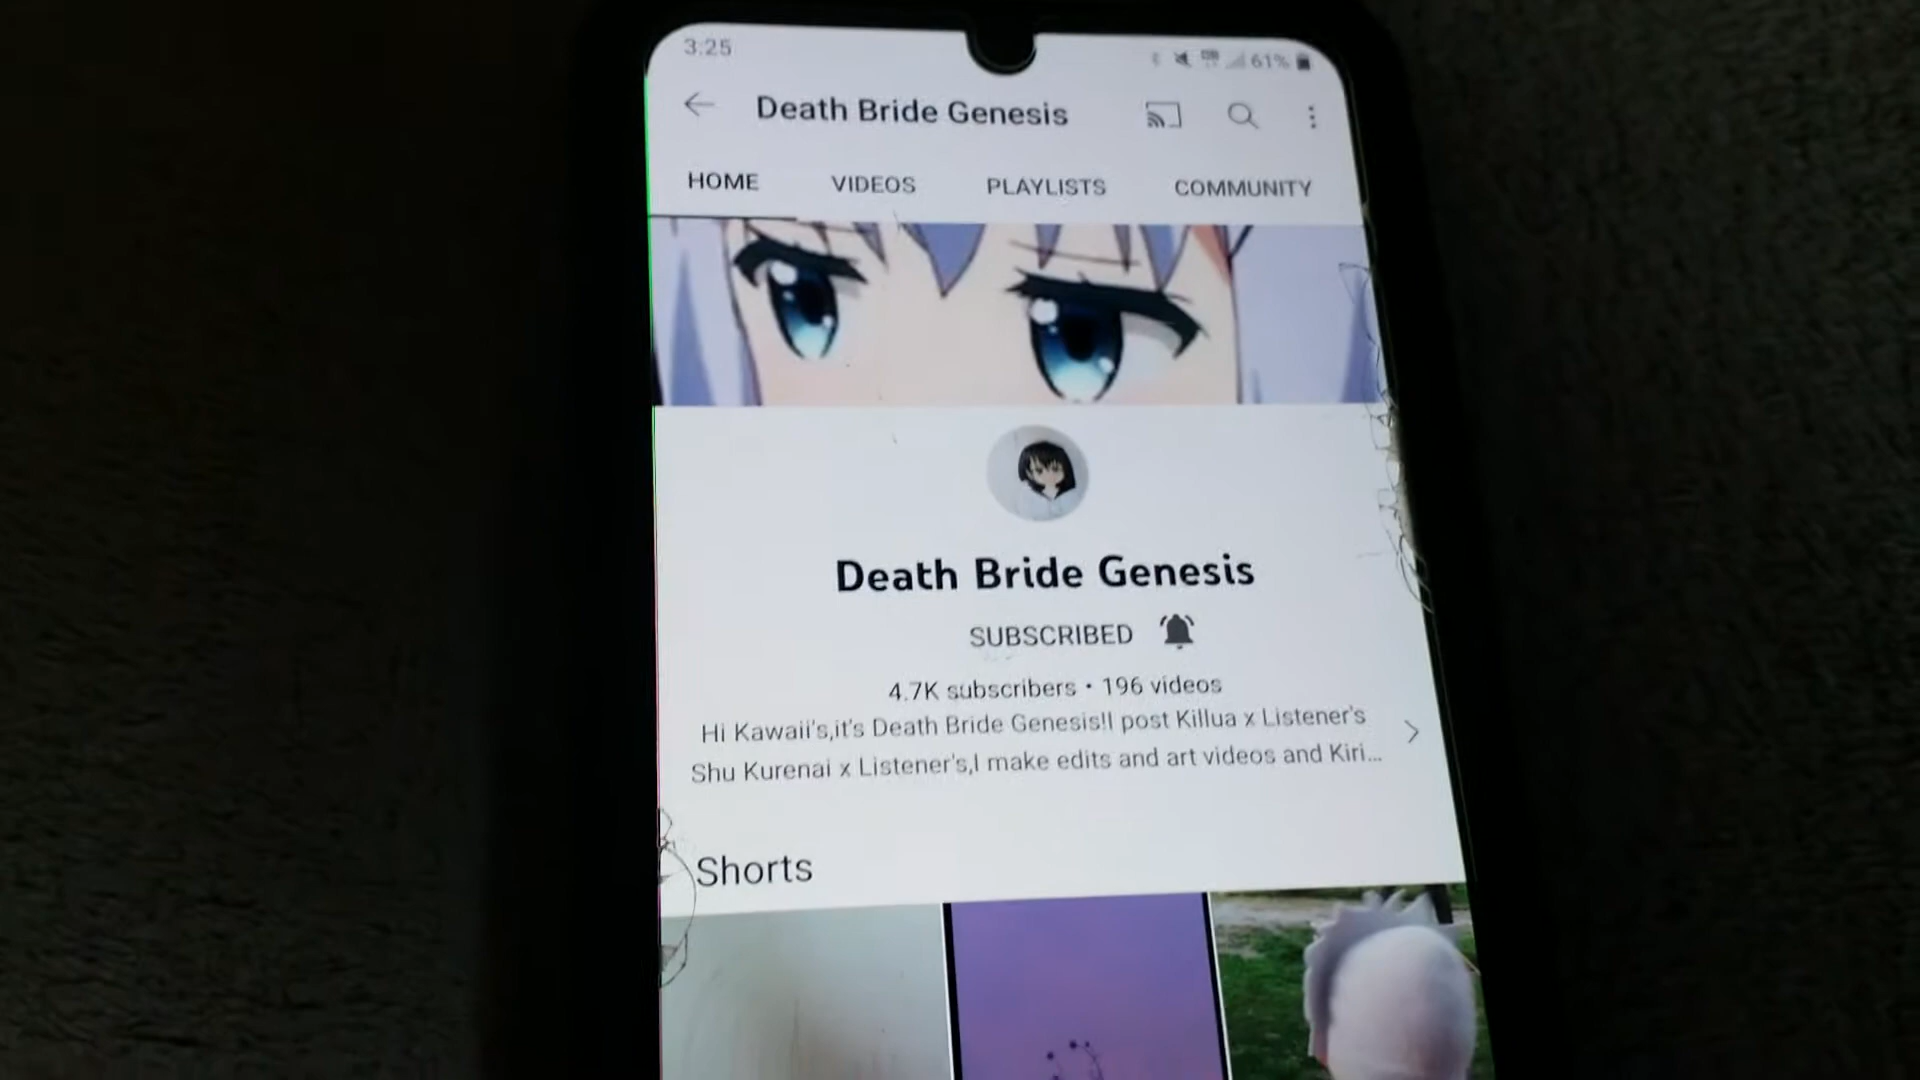 3:25
61%
Death Bride Genesis
HOME
VIDEOS
PLAYLISTS
COMMUNITY
Death Bride Genesis
SUBSCRIBED
4.7K subscribers • 196 videos
Hi Kawaii's,it's Death Bride Genesis!I post Killua x Listener's
Shu Kurenai x Listener's,I make edits and art videos and Kiri...
Shorts